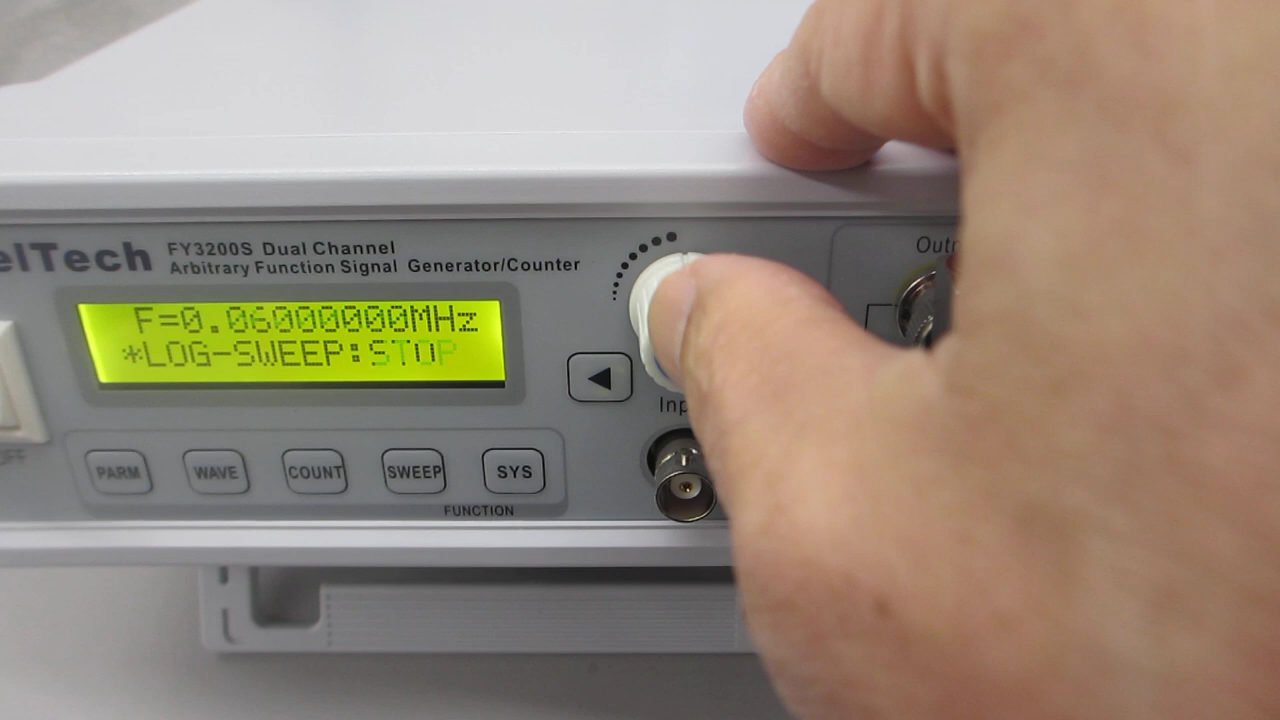 elTech
FY3200S Dual Channel
Arbitrary Function Signal Generator/Counter
F=0.06000000MHz
*LOG-SWEEP:STOP
◀
PARM
WAVE
COUNT
SWEEP
SYS
FUNCTION